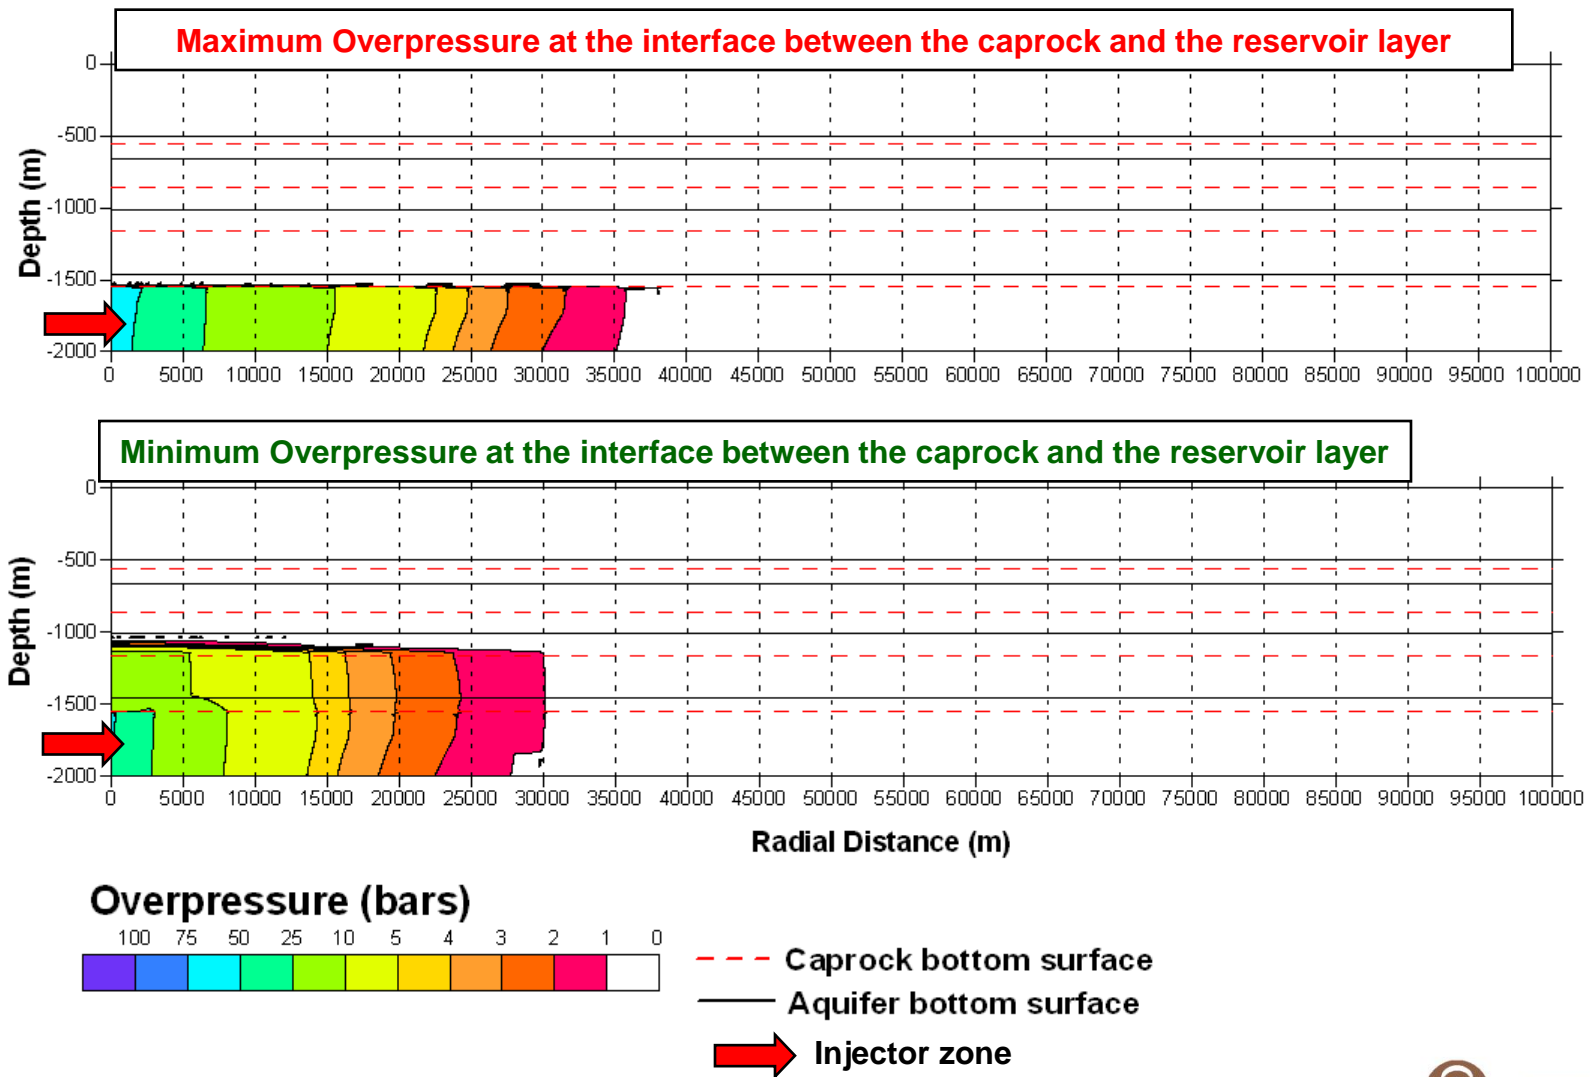 Maximum Overpressure at the interface between the caprock and the reservoir layer
0
-500
-1000
-1500
-2000
Depth (m)
0 5000 10000 15000 20000 25000 30000 35000 40000 45000 50000 55000 60000 65000 70000 75000 80000 85000 90000 95000 100000
Minimum Overpressure at the interface between the caprock and the reservoir layer
0
-500
-1000
-1500
-2000
Depth (m)
0 5000 10000 15000 20000 25000 30000 35000 40000 45000 50000 55000 60000 65000 70000 75000 80000 85000 90000 95000 100000
Radial Distance (m)
Overpressure (bars)
100 75 50 25 10 5 4 3 2 1 0
Caprock bottom surface
Aquifer bottom surface
Injector zone